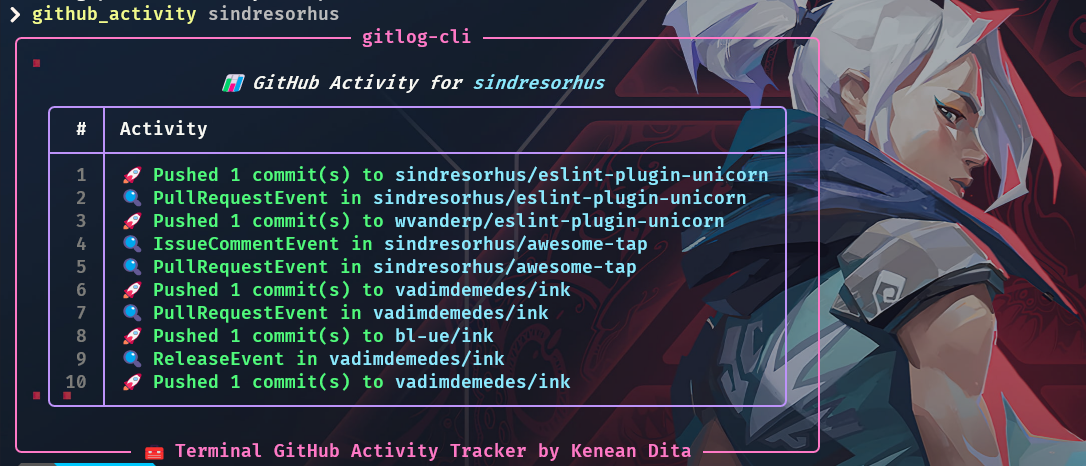 ❯ github_activity sindresorhus
gitlog-cli
📊 GitHub Activity for sindresorhus
# Activity
1 🚀 Pushed 1 commit(s) to sindresorhus/eslint-plugin-unicorn
2 🔍 PullRequestEvent in sindresorhus/eslint-plugin-unicorn
3 🚀 Pushed 1 commit(s) to wvanderp/eslint-plugin-unicorn
4 🔍 IssueCommentEvent in sindresorhus/awesome-tap
5 🔍 PullRequestEvent in sindresorhus/awesome-tap
6 🚀 Pushed 1 commit(s) to vadimdemedes/ink
7 🔍 PullRequestEvent in vadimdemedes/ink
8 🚀 Pushed 1 commit(s) to bl-ue/ink
9 🔍 ReleaseEvent in vadimdemedes/ink
10 🚀 Pushed 1 commit(s) to vadimdemedes/ink
🧰 Terminal GitHub Activity Tracker by Kenean Dita